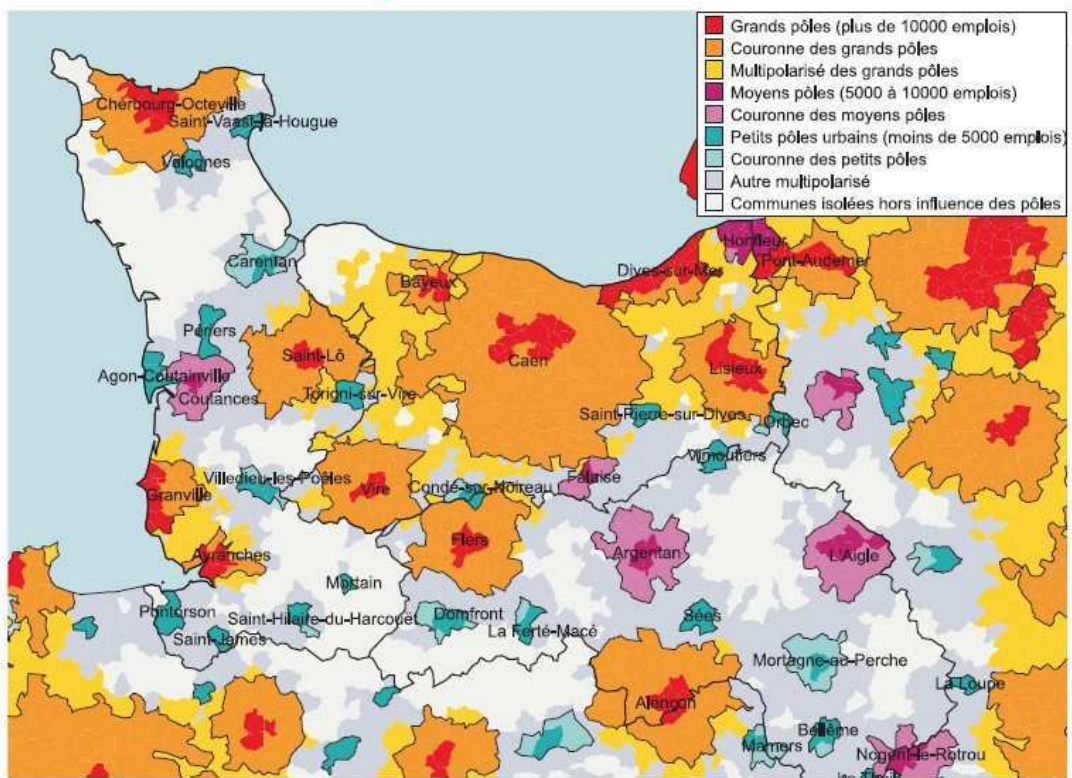 Grands pôles (plus de 10000 emplois)
Couronne des grands pôles
Multipolarisé des grands pôles
Moyens pôles (5000 à 10000 emplois)
Couronne des moyens pôles
Petits pôles urbains (moins de 5000 emplois)
Couronne des petits pôles
Autre multipolarisé
Communes isolées hors influence des pôles
Cherbourg-Octeville
Saint-Vaast-la-Hougue
Valognes
Honfleur
Carentan
Dives-sur-Mer
Pont-Audemer
Bayeux
Périers
Saint-Lô
Caen
Lisieux
Agon-Coutainville
Coutances
Torigni-sur-Vire
Saint-Pierre-sur-Dives
Orbec
Vimoutiers
Villedieu-les-Poêles
Falaise
Granville
Vire
Condé-sur-Noireau
Flers
Avranches
Argentan
L'Aigle
Mortain
Pontorson
Saint-Hilaire-du-Harcouët
Domfront
Sées
Saint-James
La Ferté-Macé
Mortagne-au-Perche
La Loupe
Alençon
Bellême
Mamers
Nogent-le-Rotrou